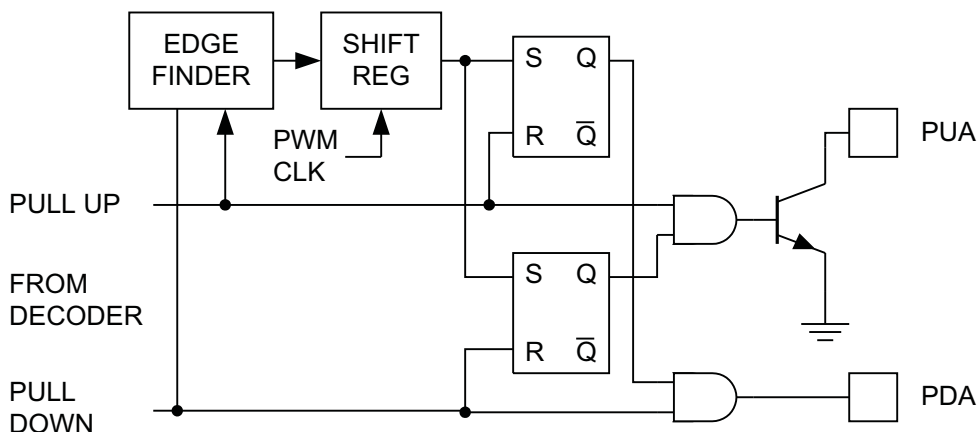 EDGE
FINDER
SHIFT
REG
S Q
R Q̅
PWM
CLK
PUA
PULL UP
FROM
DECODER
S Q
R Q̅
PULL
DOWN
PDA